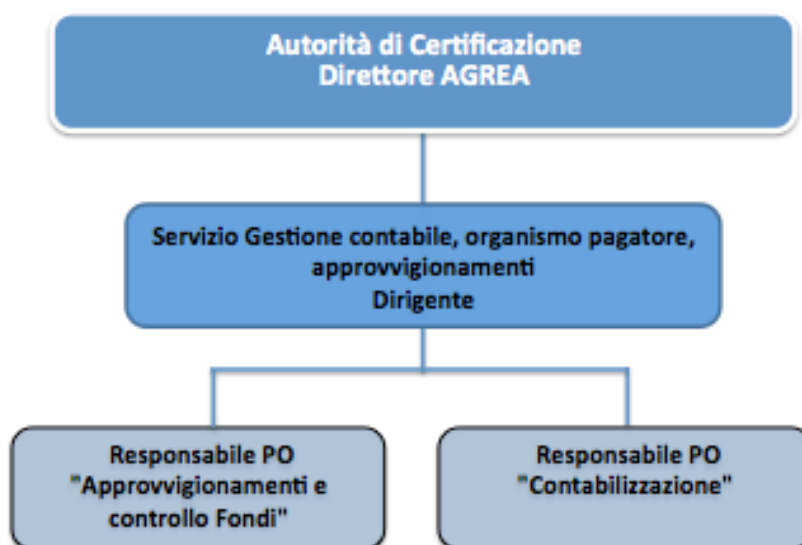 Autorità di Certificazione
Direttore AGREA
Servizio Gestione contabile, organismo pagatore,
approvvigionamenti
Dirigente
Responsabile PO
"Approvvigionamenti e
controllo Fondi"
Responsabile PO
"Contabilizzazione"